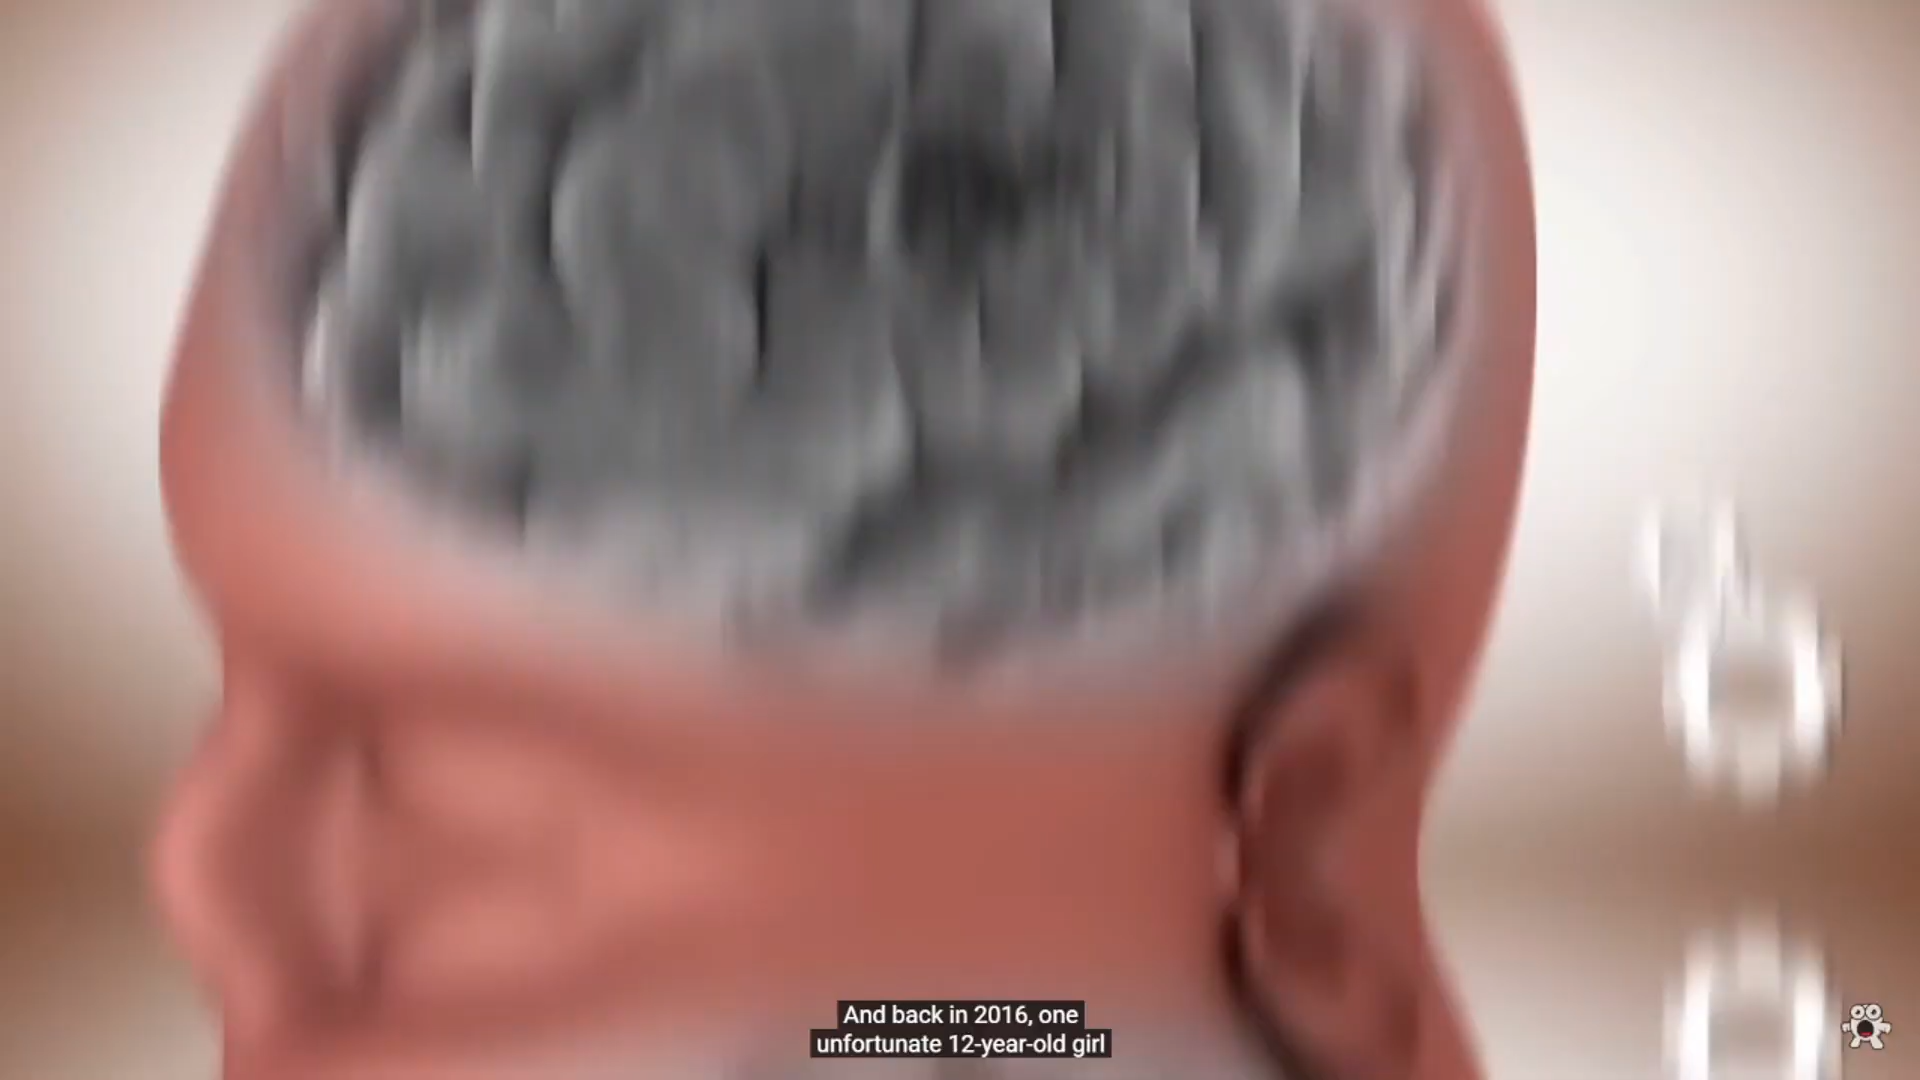 And back in 2016, one
unfortunate 12-year-old girl